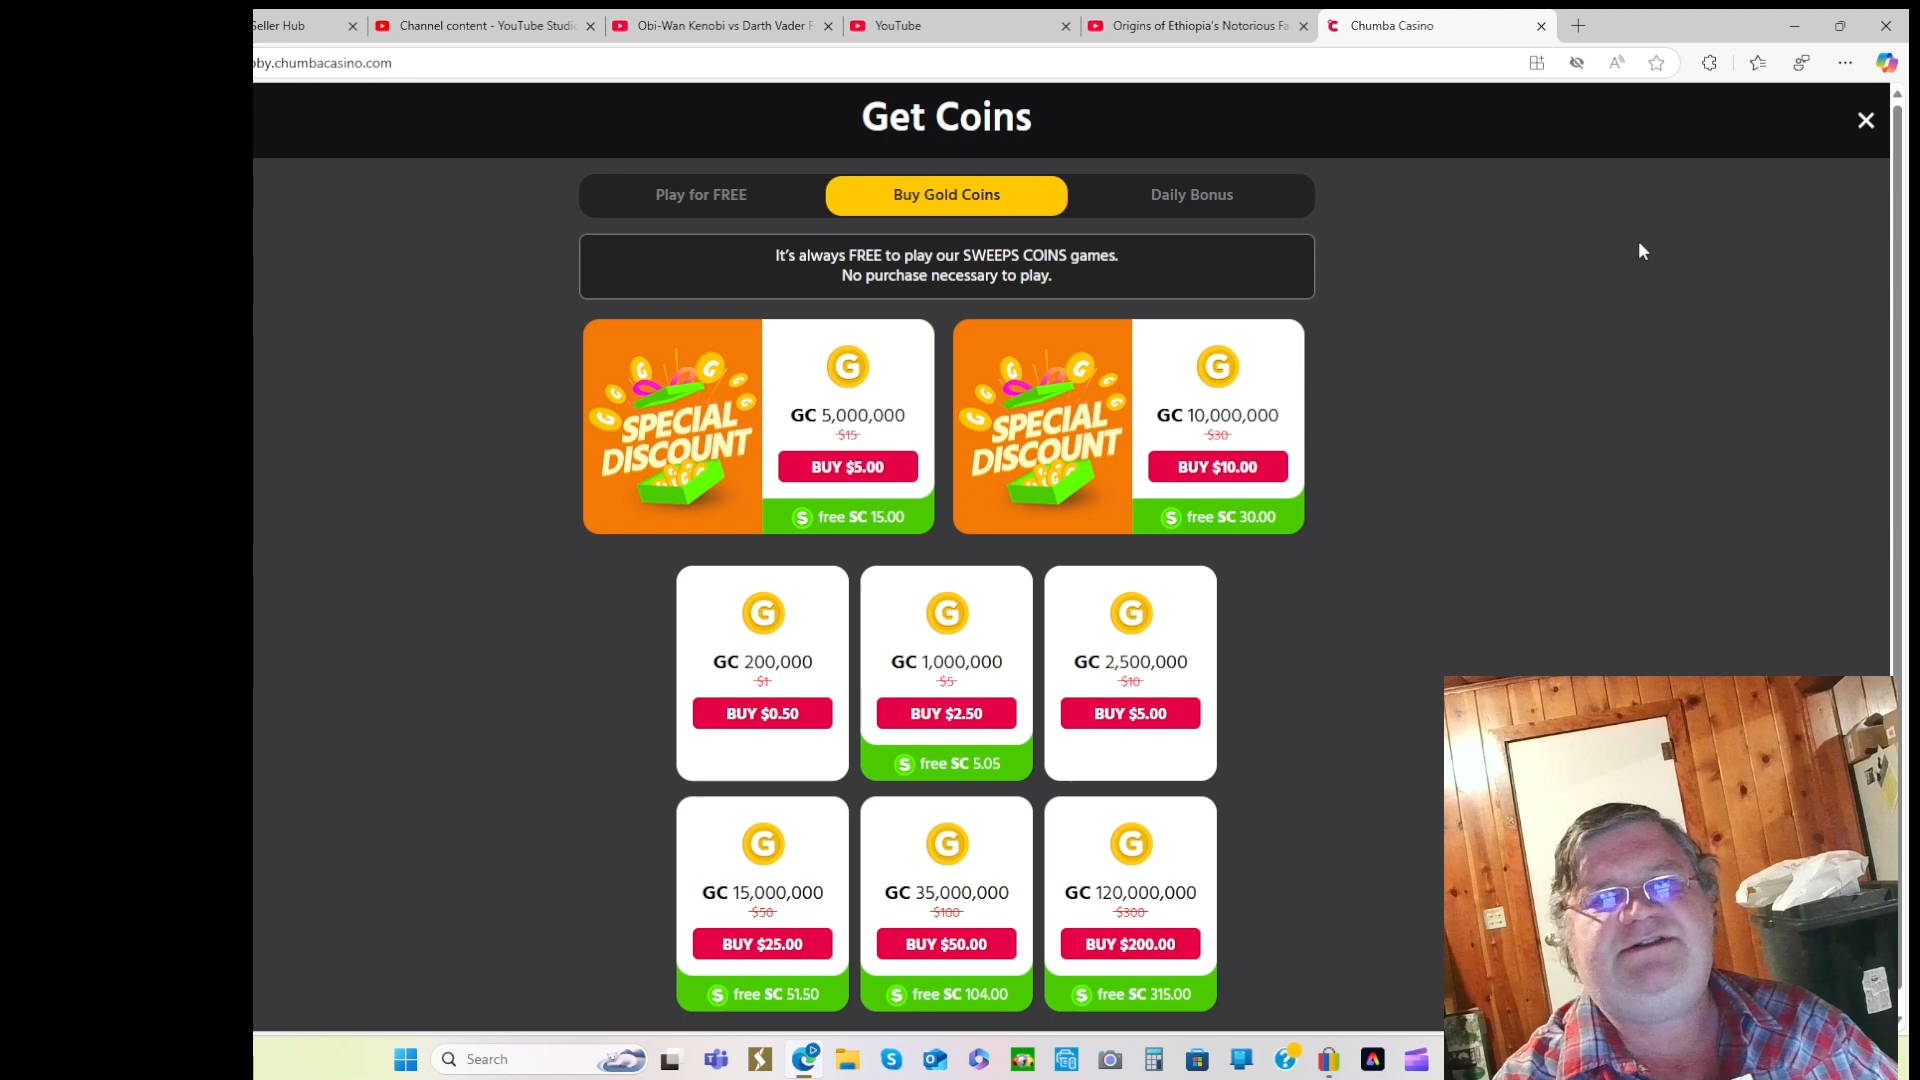 Seller Hub
Channel content - YouTube Studio
Obi-Wan Kenobi vs Darth Vader F
YouTube
Origins of Ethiopia's Notorious Fa
Chumba Casino
by.chumbacasino.com
Get Coins
Play for FREE
Buy Gold Coins
Daily Bonus
It's always FREE to play our SWEEPS COINS games.
No purchase necessary to play.
SPECIAL
DISCOUNT
G
GC 5,000,000
$15
BUY $5.00
S free SC 15.00
SPECIAL
DISCOUNT
G
GC 10,000,000
$30
BUY $10.00
S free SC 30.00
G
GC 200,000
$1
BUY $0.50
G
GC 1,000,000
$5
BUY $2.50
S free SC 5.05
G
GC 2,500,000
$10
BUY $5.00
G
GC 15,000,000
$50
BUY $25.00
S free SC 51.50
G
GC 35,000,000
$100
BUY $50.00
S free SC 104.00
G
GC 120,000,000
$300
BUY $200.00
S free SC 315.00
Search